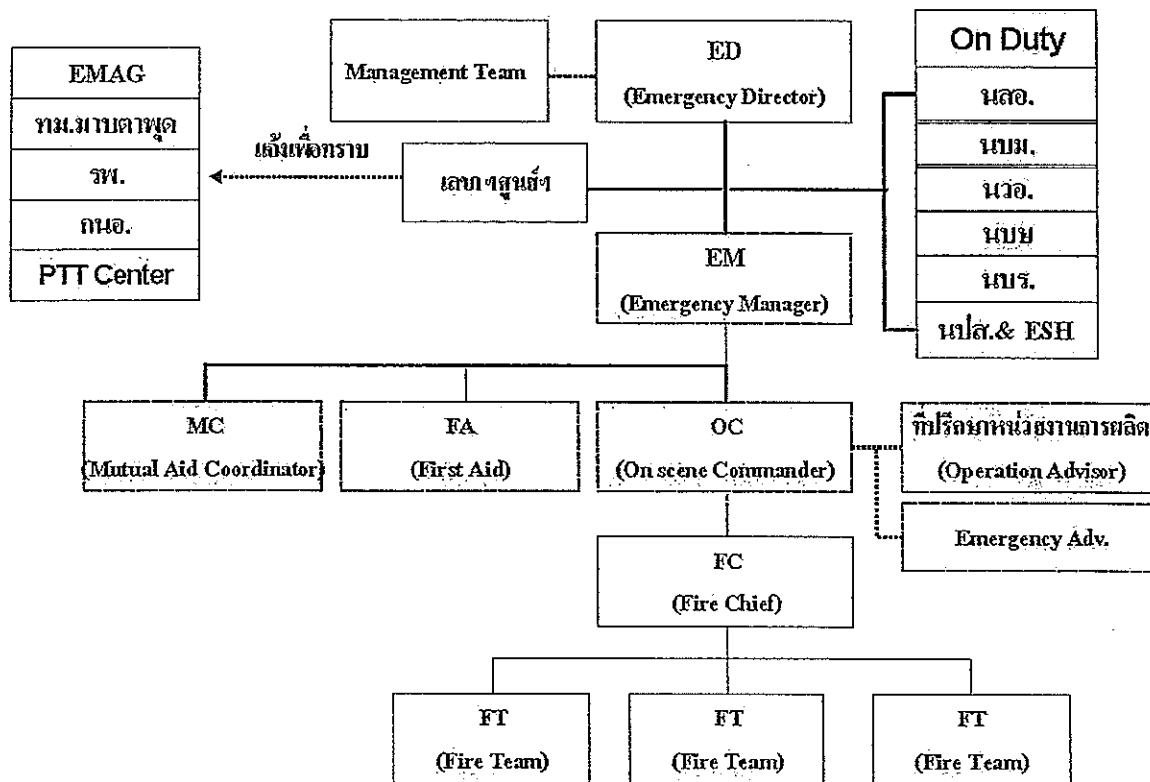 EMAG
ทม.มาบตาพุด
รพ.
กนอ.
PTT Center
Management Team
ED
(Emergency Director)
On Duty
นสอ.
นบม.
นวอ.
นบษ
นบร.
นปส.& ESH
แจ้งเพื่อทราบ
เลขาฯศูนย์ฯ
EM
(Emergency Manager)
MC
(Mutual Aid Coordinator)
FA
(First Aid)
OC
(On scene Commander)
ที่ปรึกษาหน่วยงานการผลิต
(Operation Advisor)
Emergency Adv.
FC
(Fire Chief)
FT
(Fire Team)
FT
(Fire Team)
FT
(Fire Team)